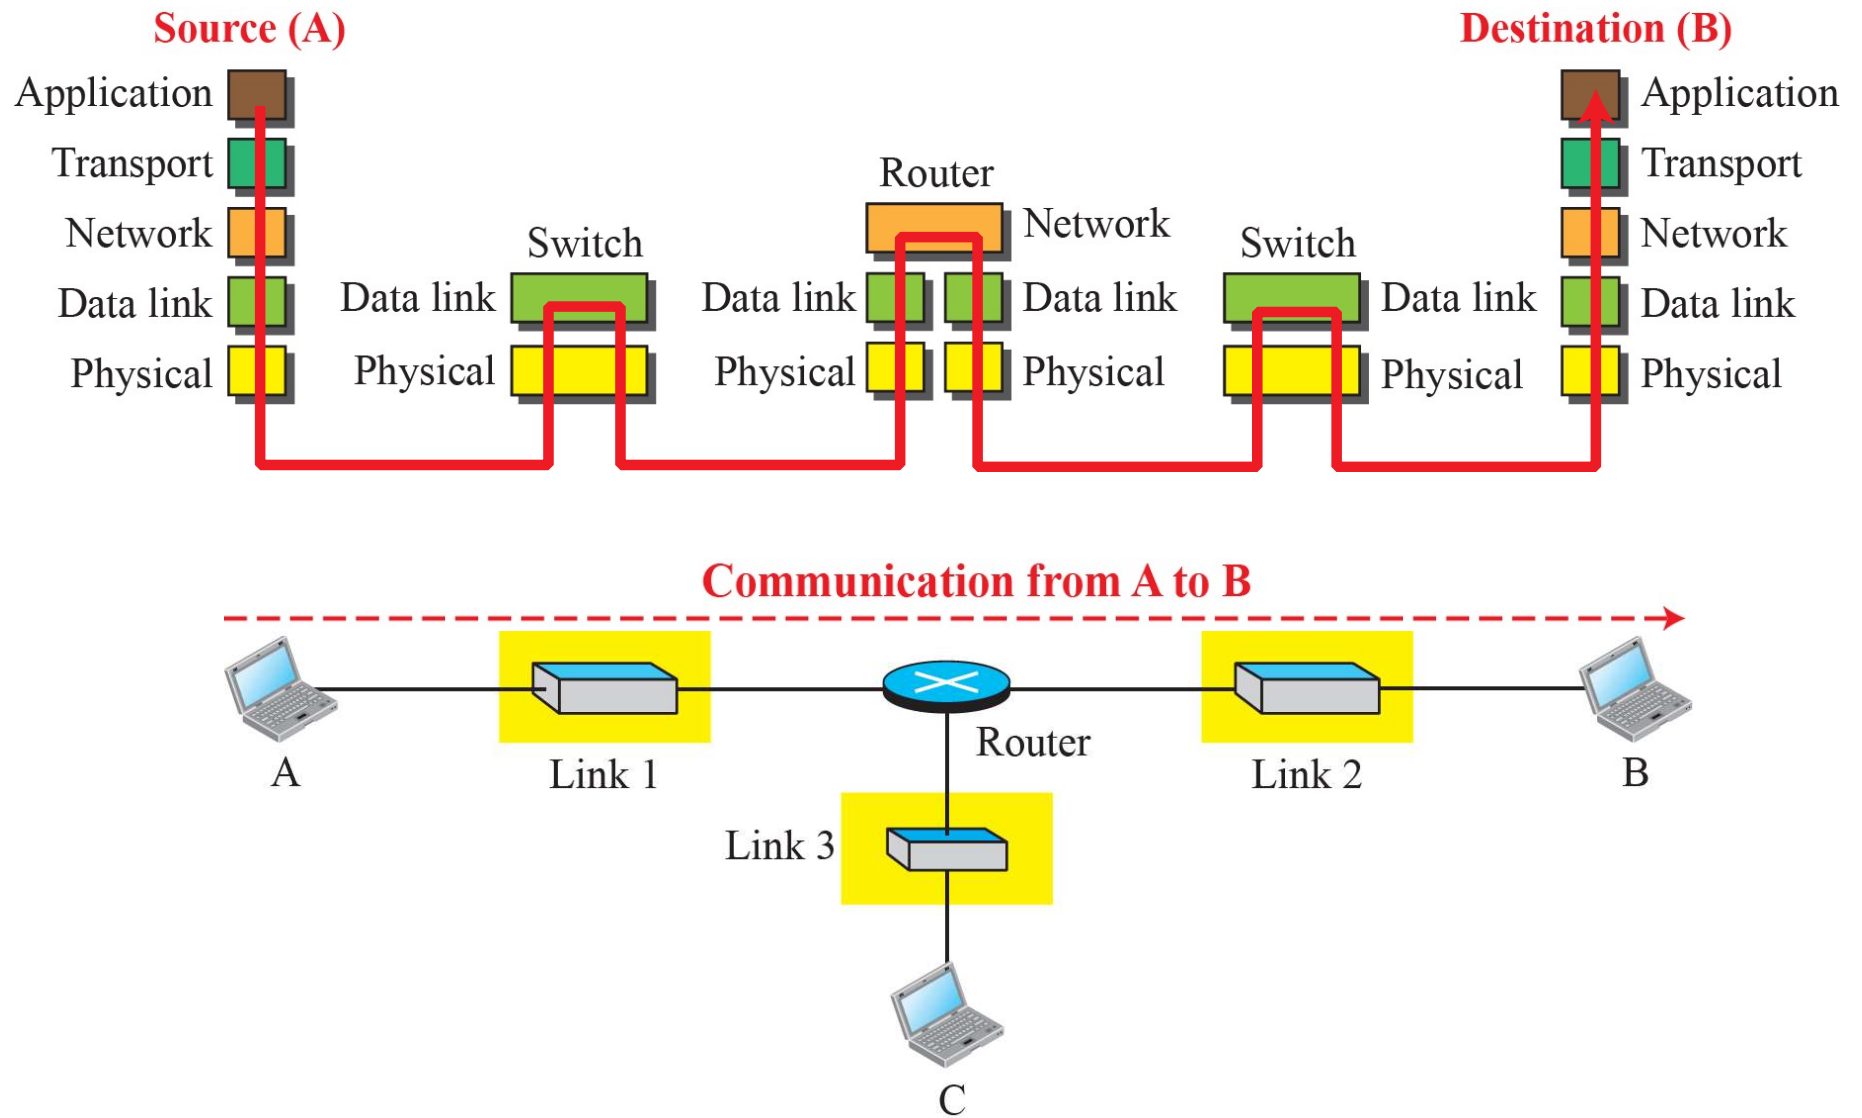 Source (A)
Destination (B)
Application
Transport
Network
Data link
Physical
Switch
Data link
Physical
Router
Network
Data link
Data link
Physical
Physical
Switch
Data link
Physical
Application
Transport
Network
Data link
Physical
Communication from A to B
A
Link 1
Router
Link 2
B
Link 3
C